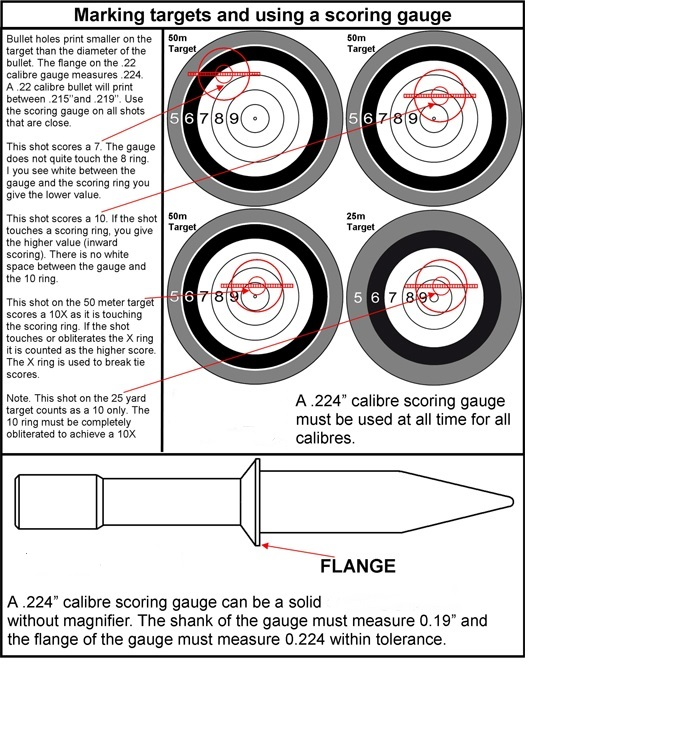 Marking targets and using a scoring gauge
Bullet holes print smaller on the
target than the diameter of the
bullet. The flange on the .22
calibre gauge measures .224.
A .22 calibre bullet will print
between .215"and .219". Use
the scoring gauge on all shots
that are close.
This shot scores a 7. The gauge
does not quite touch the 8 ring.
I you see white between the
gauge and the scoring ring you
give the lower value.
This shot scores a 10. If the shot
touches a scoring ring, you give
the higher value (inward
scoring). There is no white
space between the gauge and
the 10 ring.
This shot on the 50 meter target
scores a 10X as it is touching
the scoring ring. If the shot
touches or obliterates the X ring
it is counted as the higher score.
The X ring is used to break tie
scores.
Note. This shot on the 25 yard
target counts as a 10 only. The
10 ring must be completely
obliterated to achieve a 10X
50m
Target
5 6 7 8 9
50m
Target
5 6 7 8 9
50m
Target
5 6 7 8 9
25m
Target
5 6 7 8 9
A .224” calibre scoring gauge
must be used at all time for all
calibres.
FLANGE
A .224” calibre scoring gauge can be a solid
without magnifier. The shank of the gauge must measure 0.19” and
the flange of the gauge must measure 0.224 within tolerance.